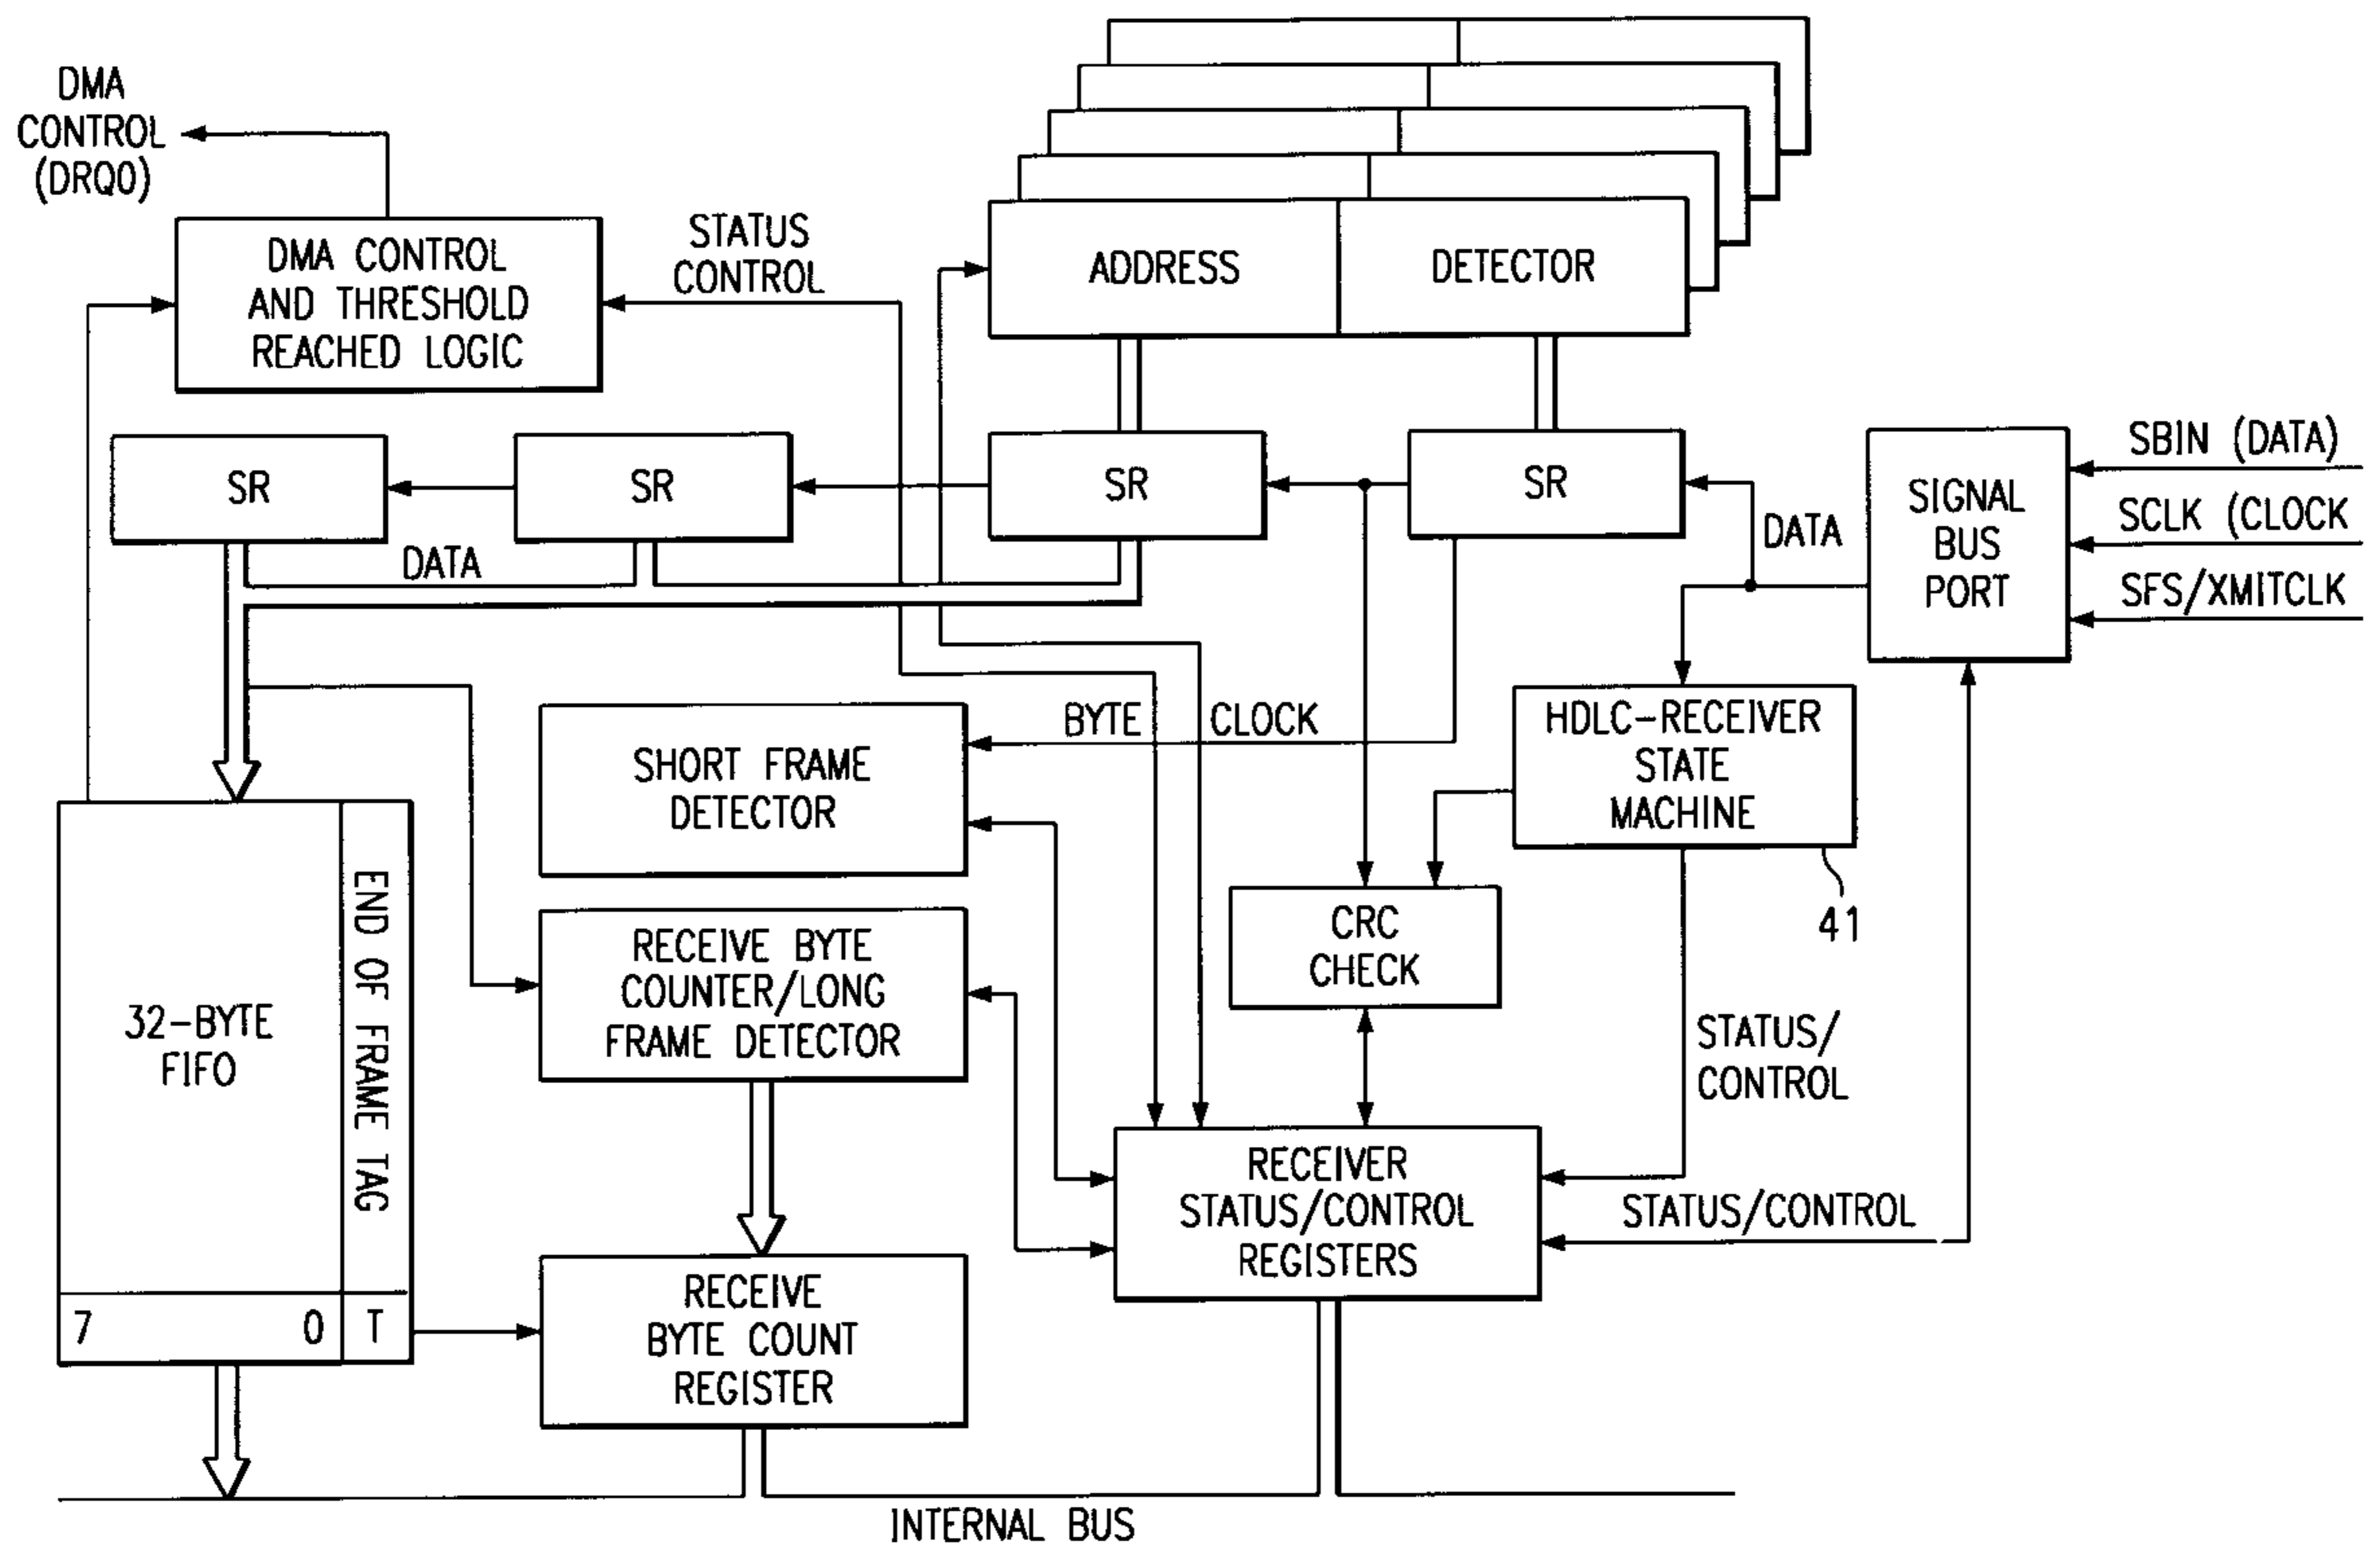 DMA
CONTROL
(DRQ0)
DMA CONTROL
AND THRESHOLD
REACHED LOGIC
STATUS
CONTROL
ADDRESS
DETECTOR
SR
SR
SR
SR
DATA
DATA
SIGNAL
BUS
PORT
SBIN (DATA)
SCLK (CLOCK
SFS/XMITCLK
BYTE CLOCK
SHORT FRAME
DETECTOR
HDLC-RECEIVER
STATE
MACHINE
41
CRC
CHECK
RECEIVE BYTE
COUNTER/LONG
FRAME DETECTOR
32-BYTE
FIFO
END OF FRAME TAG
7 0 T
STATUS/
CONTROL
RECEIVER
STATUS/CONTROL
REGISTERS
STATUS/CONTROL
RECEIVE
BYTE COUNT
REGISTER
INTERNAL BUS